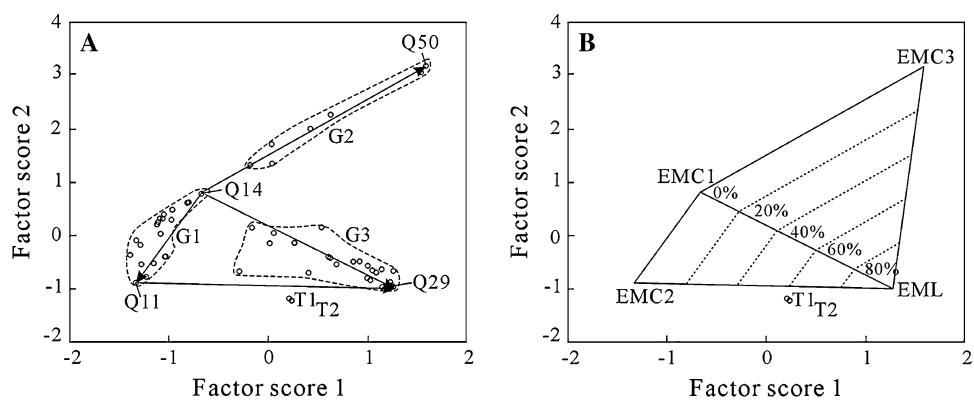 A
Factor score 2
4
3
2
1
0
-1
-2
Q50
G2
Q14
G1
G3
Q11
T1
T2
Q29
-2 -1 0 1 2
Factor score 1
B
Factor score 2
4
3
2
1
0
-1
-2
EMC3
EMC1
0%
20%
40%
60%
80%
EMC2
EML
T1
T2
-2 -1 0 1 2
Factor score 1